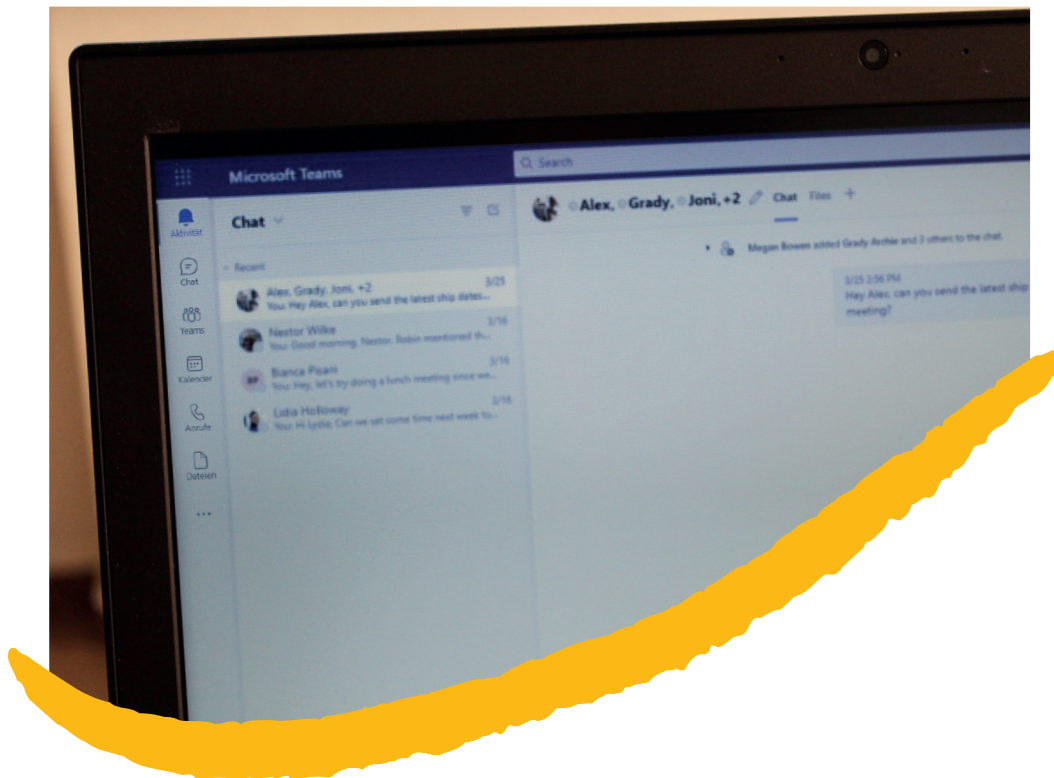 Microsoft Teams
Search
Aktivität
Chat
Teams
Kalender
Anrufe
Dateien
Chat
Recent
Alex, Grady, Joni, +2 3/25
You: Hey Alex, can you send the latest ship dates...
Nestor Wilke 3/16
You: Good morning, Nestor. Robin mentioned th...
BP Bianca Pisani 3/16
You: Hey, let's try doing a lunch meeting since we...
Lidia Holloway 3/16
You: Hi Lydia, Can we set some time next week to...
Alex, Grady, Joni, +2 Chat Files
Megan Bowen added Grady Archie and 3 others to the chat.
3/25 2:56 PM
Hey Alex, can you send the latest ship
meeting?